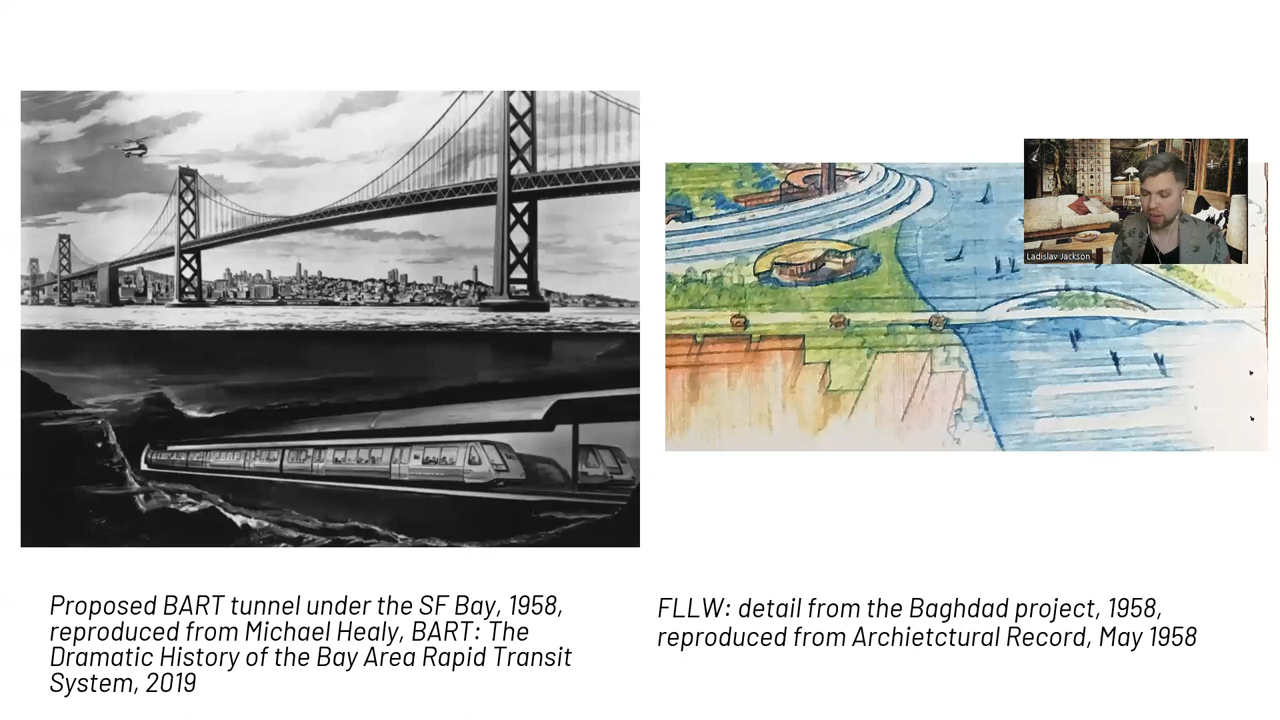 Ladislav Jackson
Proposed BART tunnel under the SF Bay, 1958,
reproduced from Michael Healy, BART: The
Dramatic History of the Bay Area Rapid Transit
System, 2019
FLLW: detail from the Baghdad project, 1958,
reproduced from Archietctural Record, May 1958